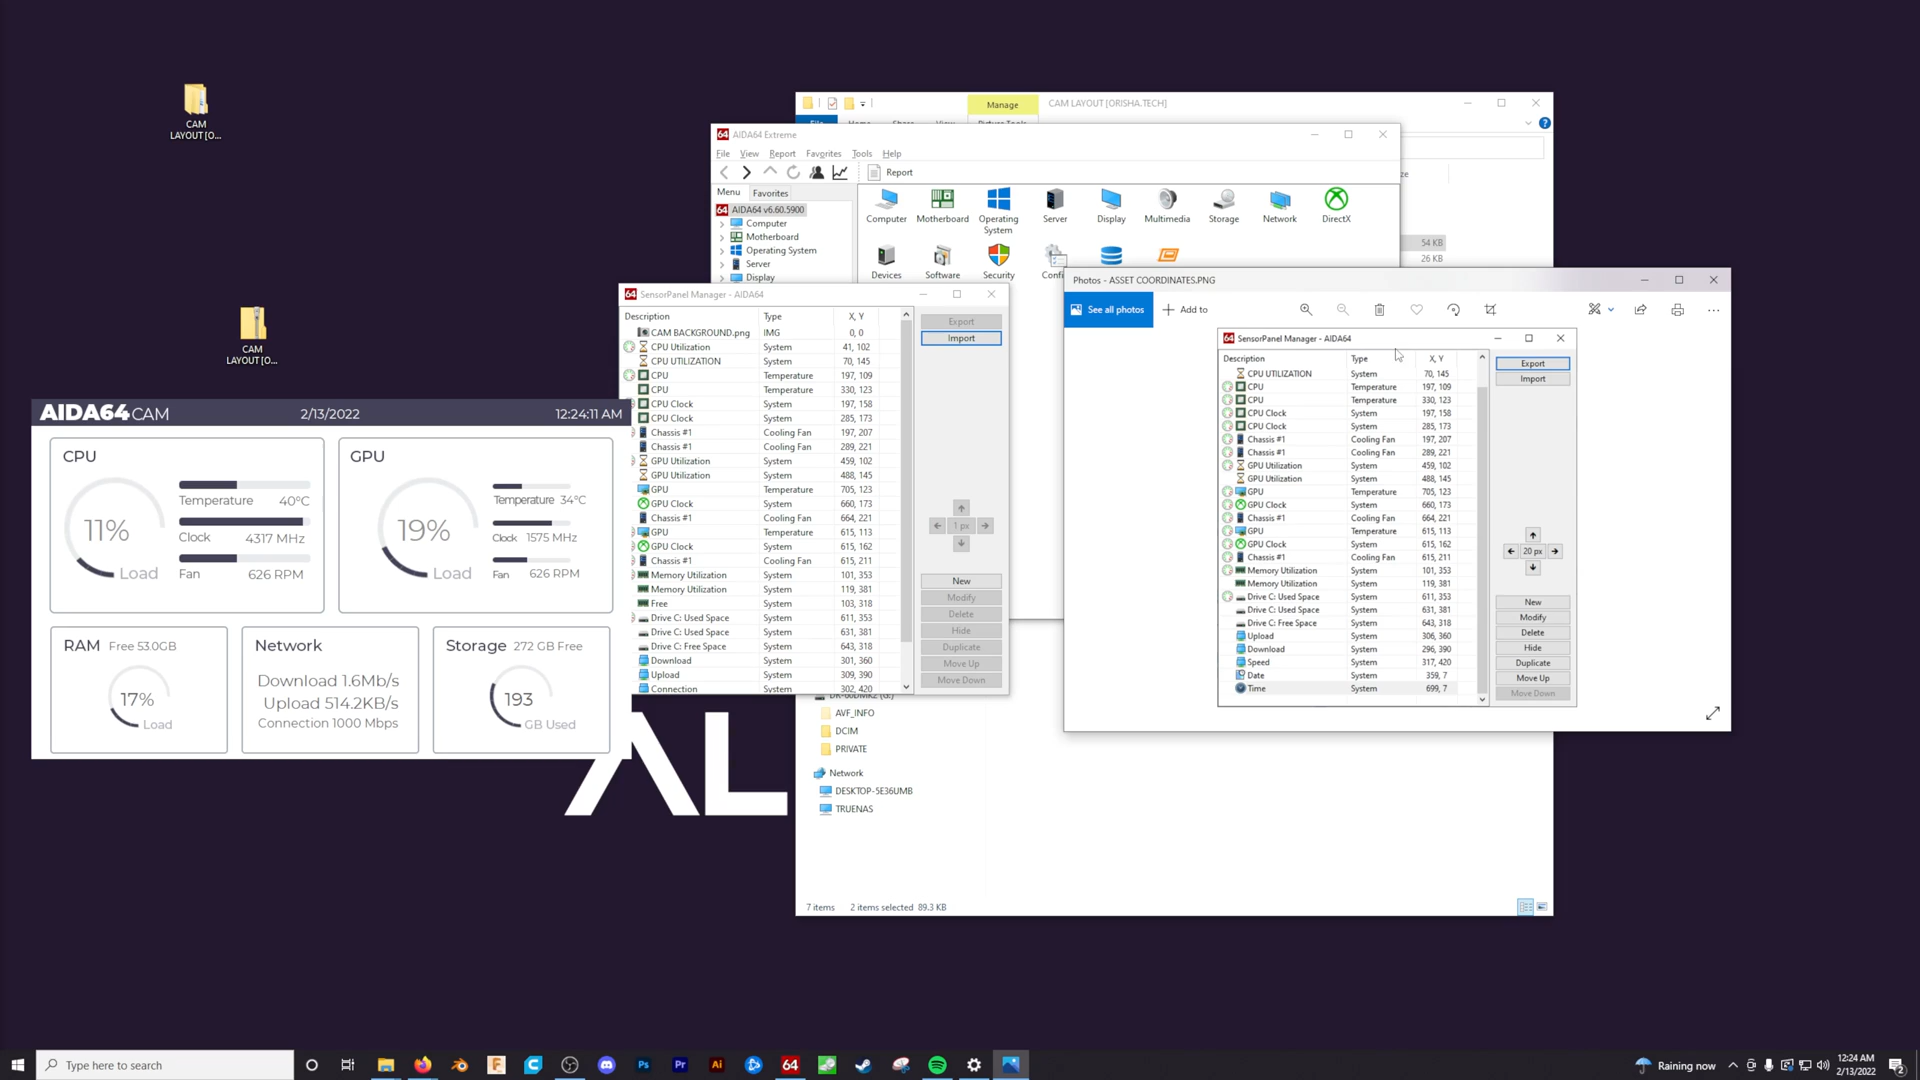 CAM
LAYOUT [O...
CAM
LAYOUT [O...
Manage
CAM LAYOUT [ORISHA.TECH]
AIDA64 Extreme
File View Report Favorites Tools Help
Report
Menu Favorites
AIDA64 v6.60.5900
Computer
Motherboard
Operating System
Server
Display
Computer Motherboard Operating System Server Display Multimedia Storage Network DirectX
Devices Software Security
54 KB
26 KB
SensorPanel Manager - AIDA64
Description Type X, Y
CAM BACKGROUND.png IMG 0, 0
CPU Utilization System 41, 102
CPU UTILIZATION System 70, 145
CPU Temperature 197, 109
CPU Temperature 330, 123
CPU Clock System 197, 158
CPU Clock System 285, 173
Chassis #1 Cooling Fan 197, 207
Chassis #1 Cooling Fan 289, 221
GPU Utilization System 459, 102
GPU Utilization System 488, 145
GPU Temperature 705, 123
GPU Clock System 660, 173
Chassis #1 Cooling Fan 664, 221
GPU Temperature 615, 113
GPU Clock System 615, 162
Chassis #1 Cooling Fan 615, 211
Memory Utilization System 101, 353
Memory Utilization System 119, 381
Free System 103, 318
Drive C: Used Space System 611, 353
Drive C: Used Space System 631, 381
Drive C: Free Space System 643, 318
Download System 301, 360
Upload System 309, 390
Connection System 302, 420
Export
Import
1 px
New
Modify
Delete
Hide
Duplicate
Move Up
Move Down
Photos - ASSET COORDINATES.PNG
See all photos
Add to
SensorPanel Manager - AIDA64
Description Type X, Y
CPU UTILIZATION System 70, 145
CPU Temperature 197, 109
CPU Temperature 330, 123
CPU Clock System 197, 158
CPU Clock System 285, 173
Chassis #1 Cooling Fan 197, 207
Chassis #1 Cooling Fan 289, 221
GPU Utilization System 459, 102
GPU Utilization System 488, 145
GPU Temperature 705, 123
GPU Clock System 660, 173
Chassis #1 Cooling Fan 664, 221
GPU Temperature 615, 113
GPU Clock System 615, 162
Chassis #1 Cooling Fan 615, 211
Memory Utilization System 101, 353
Memory Utilization System 119, 381
Drive C: Used Space System 611, 353
Drive C: Used Space System 631, 381
Drive C: Free Space System 643, 318
Upload System 306, 360
Download System 296, 390
Speed System 317, 420
Date System 359, 7
Time System 699, 7
Export
Import
20 px
New
Modify
Delete
Hide
Duplicate
Move Up
Move Down
AIDA64 CAM 2/13/2022 12:24:11 AM
CPU
11%
Load
Temperature 40°C
Clock 4317 MHz
Fan 626 RPM
GPU
19%
Load
Temperature 34°C
Clock 1575 MHz
Fan 626 RPM
RAM Free 53.0GB
17%
Load
Network
Download 1.6Mb/s
Upload 514.2KB/s
Connection 1000 Mbps
Storage 272 GB Free
193
GB Used
AVF_INFO
DCIM
PRIVATE
Network
DESKTOP-5E36UMB
TRUENAS
7 items 2 items selected 89.3 KB
Type here to search
Raining now
12:24 AM
2/13/2022